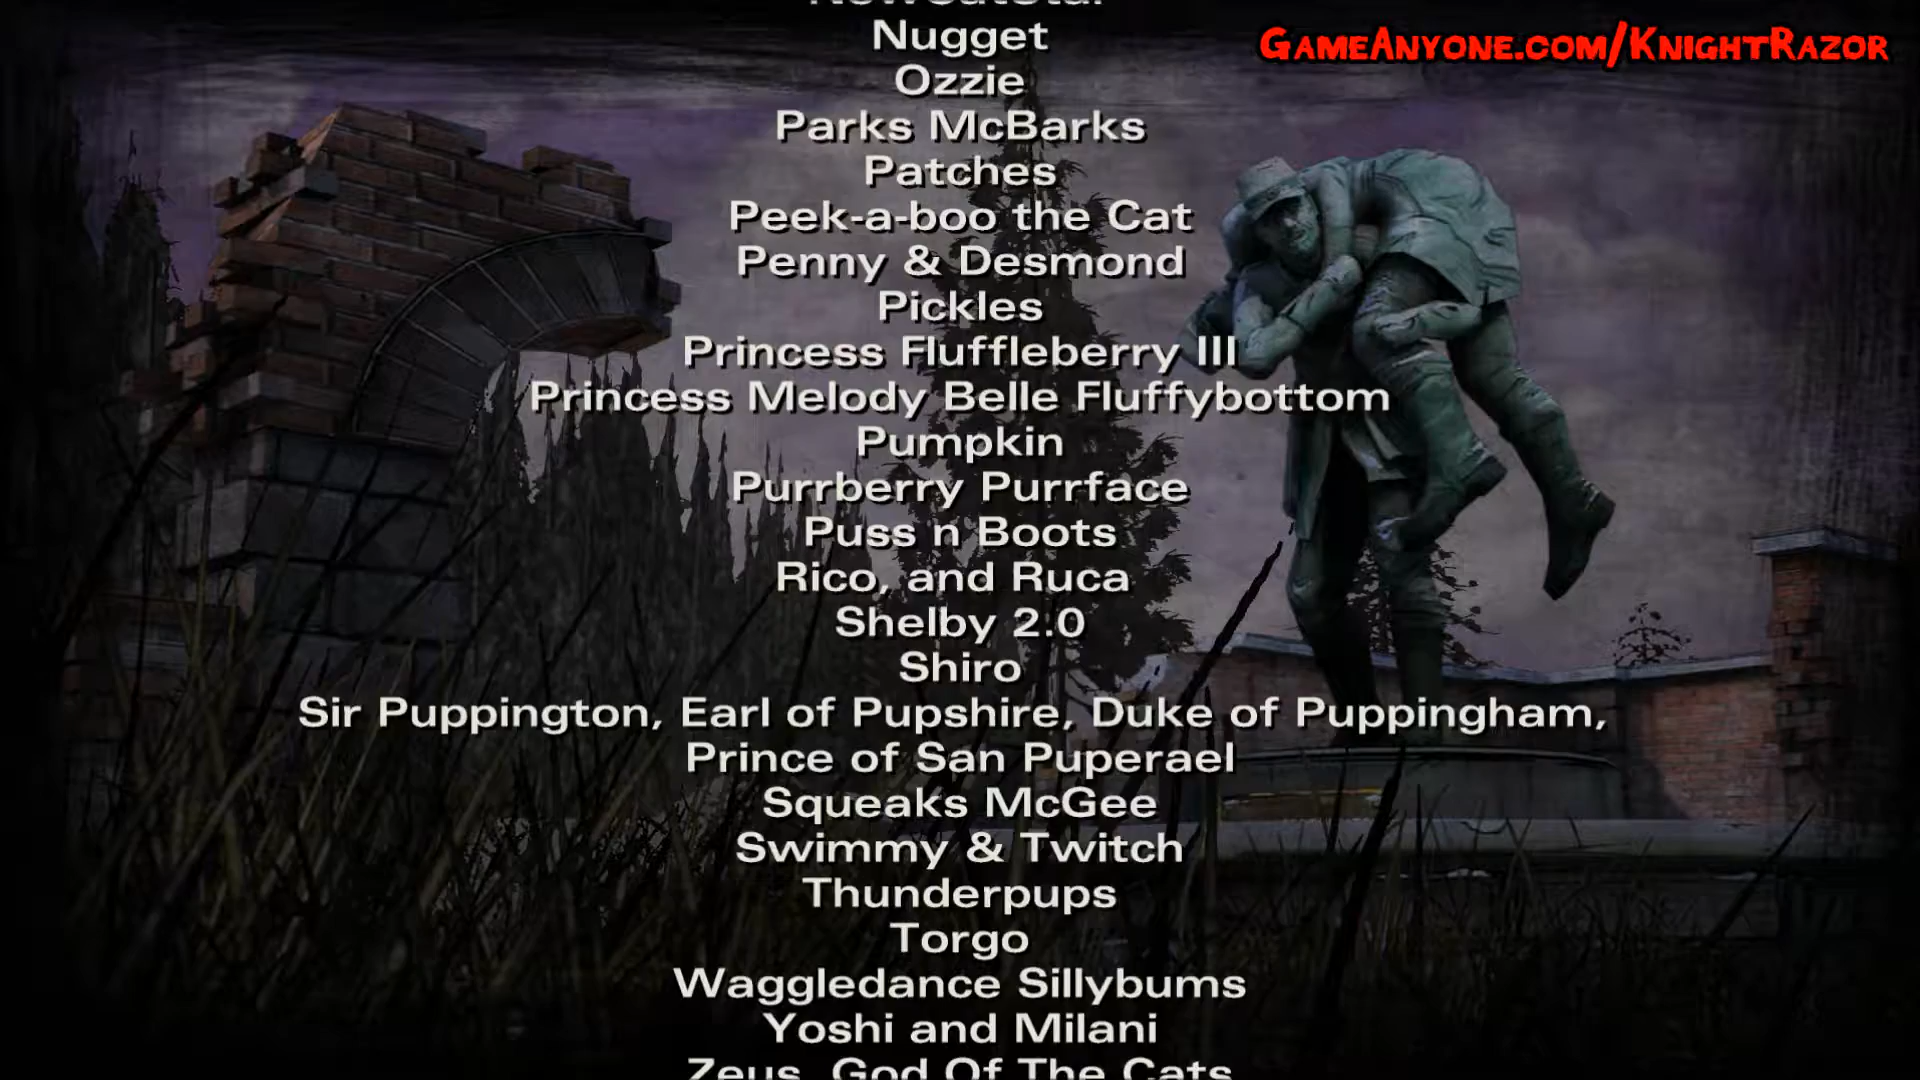 GameAnyone.com/KnightRazor
Nugget
Ozzie
Parks McBarks
Patches
Peek-a-boo the Cat
Penny & Desmond
Pickles
Princess Fluffleberry III
Princess Melody Belle Fluffybottom
Pumpkin
Purrberry Purrface
Puss n Boots
Rico, and Ruca
Shelby 2.0
Shiro
Sir Puppington, Earl of Pupshire, Duke of Puppingham,
Prince of San Puperael
Squeaks McGee
Swimmy & Twitch
Thunderpups
Torgo
Waggledance Sillybums
Yoshi and Milani
Zeus, God Of The Cats